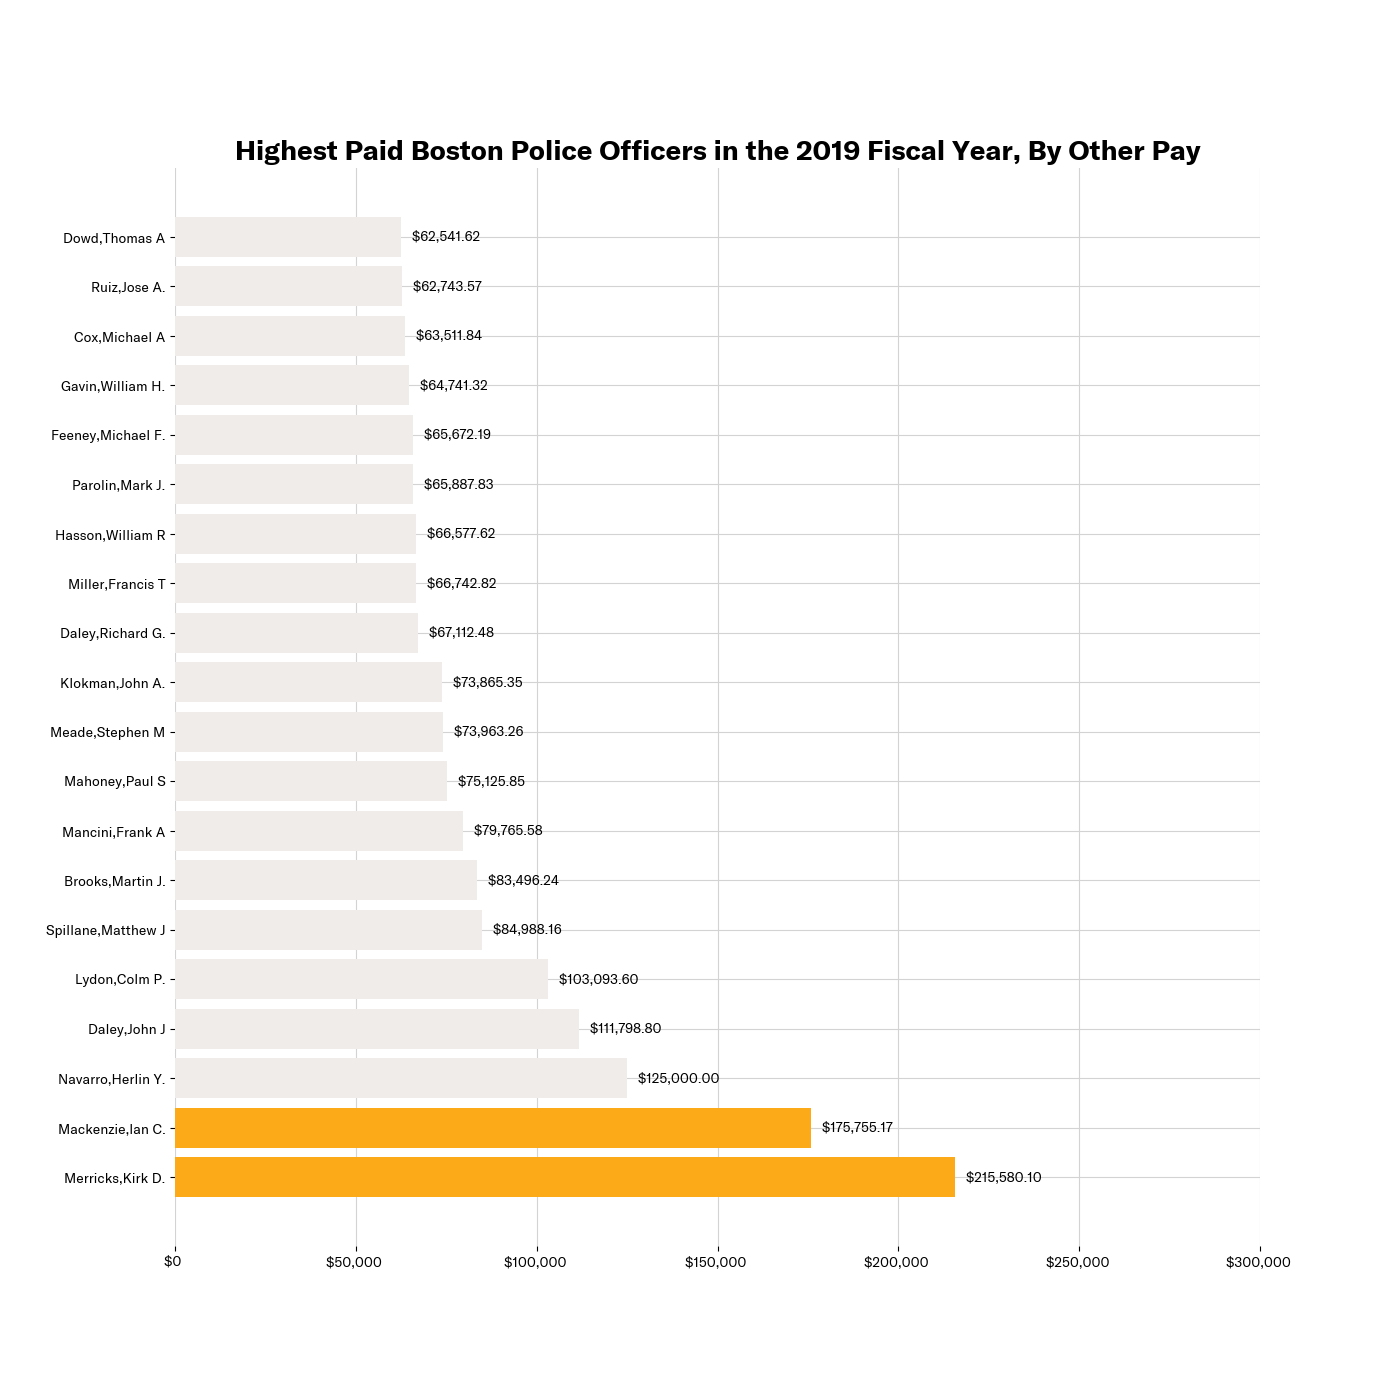 Highest Paid Boston Police Officers in the 2019 Fiscal Year, By Other Pay
Dowd,Thomas A $62,541.62
Ruiz,Jose A. $62,743.57
Cox,Michael A $63,511.84
Gavin,William H. $64,741.32
Feeney,Michael F. $65,672.19
Parolin,Mark J. $65,887.83
Hasson,William R $66,577.62
Miller,Francis T $66,742.82
Daley,Richard G. $67,112.48
Klokman,John A. $73,865.35
Meade,Stephen M $73,963.26
Mahoney,Paul S $75,125.85
Mancini,Frank A $79,765.58
Brooks,Martin J. $83,496.24
Spillane,Matthew J $84,988.16
Lydon,Colm P. $103,093.60
Daley,John J $111,798.80
Navarro,Herlin Y. $125,000.00
Mackenzie,Ian C. $175,755.17
Merricks,Kirk D. $215,580.10
$0 $50,000 $100,000 $150,000 $200,000 $250,000 $300,000